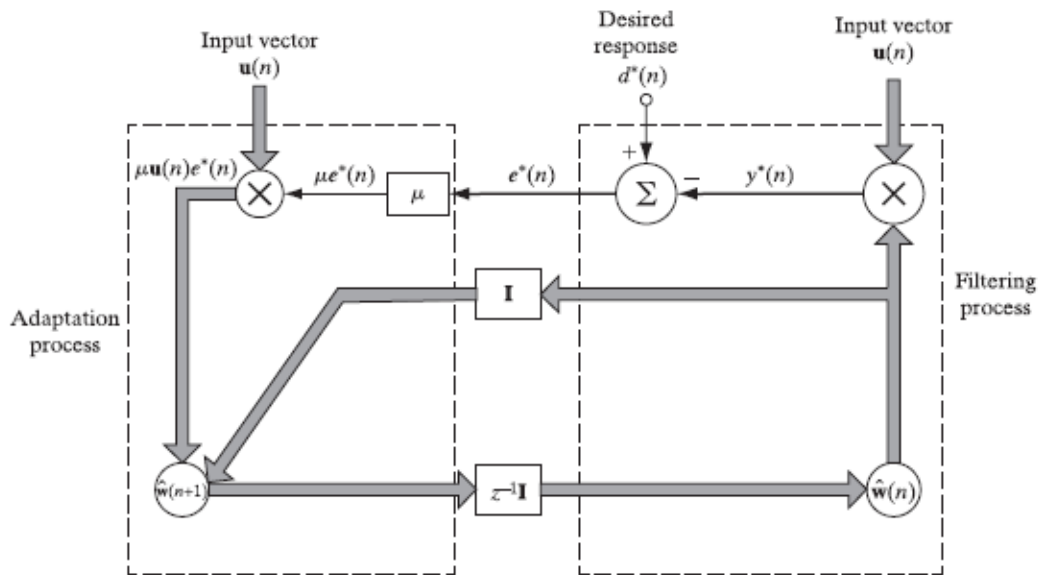 Input vector
u(n)
Desired
response
d*(n)
Input vector
u(n)
μu(n)e*(n)
μe*(n)
μ
e*(n)
+
Σ
−
y*(n)
×
×
I
Adaptation
process
Filtering
process
ŵ(n+1)
z⁻¹I
ŵ(n)